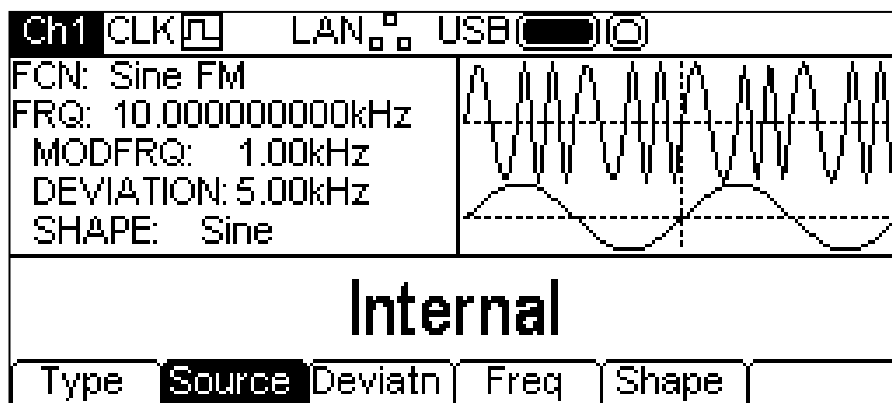 Ch1 CLK LAN USB
FCN: Sine FM
FRQ: 10.000000000kHz
MODFRQ: 1.00kHz
DEVIATION: 5.00kHz
SHAPE: Sine
Internal
Type Source Deviatn Freq Shape